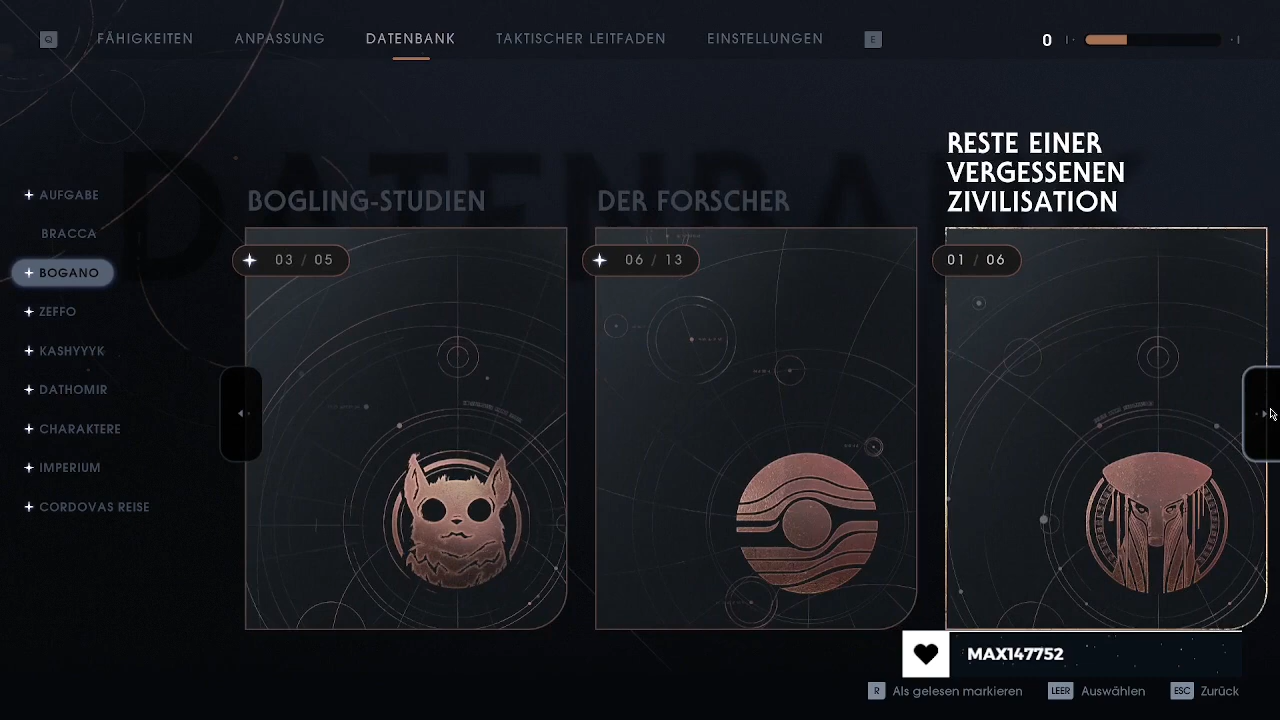 Q FÄHIGKEITEN ANPASSUNG DATENBANK TAKTISCHER LEITFADEN EINSTELLUNGEN E 0
DATENBA
AUFGABE
BRACCA
BOGANO
ZEFFO
KASHYYYK
DATHOMIR
CHARAKTERE
IMPERIUM
CORDOVAS REISE
BOGLING-STUDIEN
03 / 05
DER FORSCHER
06 / 13
RESTE EINER
VERGESSENEN
ZIVILISATION
01 / 06
MAX147752
R Als gelesen markieren LEER Auswählen ESC Zurück